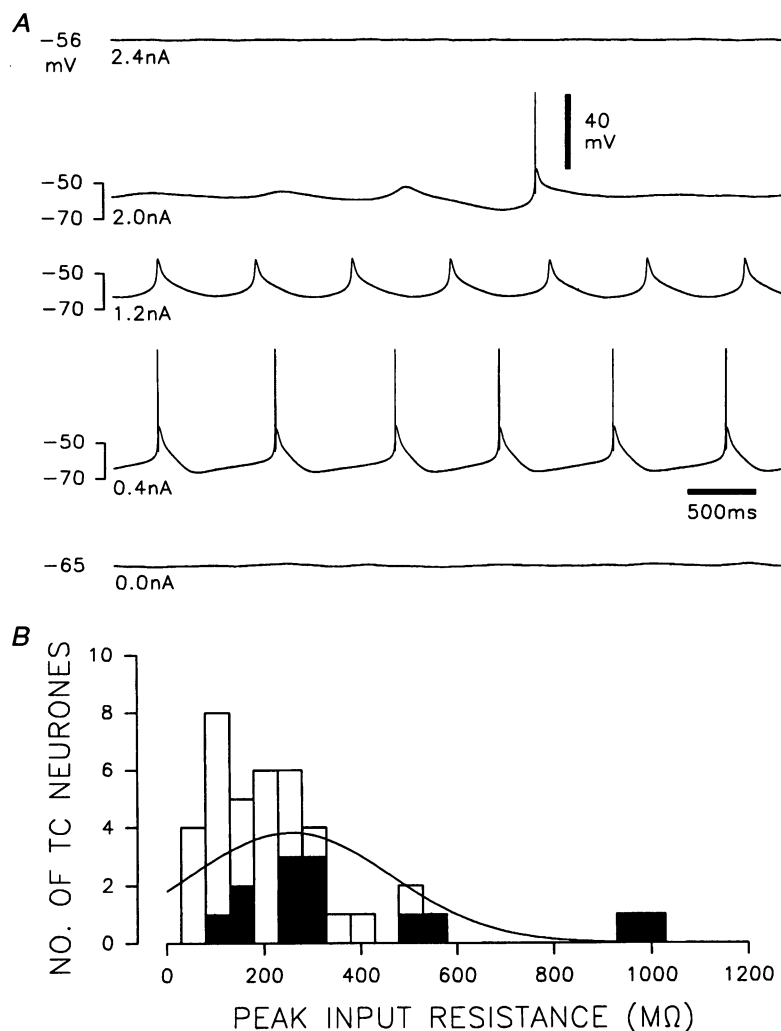 A
−56
mV
2.4nA
40
mV
−50
−70
2.0nA
−50
−70
1.2nA
−50
−70
0.4nA
500ms
−65
0.0nA
B
NO. OF TC NEURONES
10
8
6
4
2
0
0 200 400 600 800 1000 1200
PEAK INPUT RESISTANCE (MΩ)